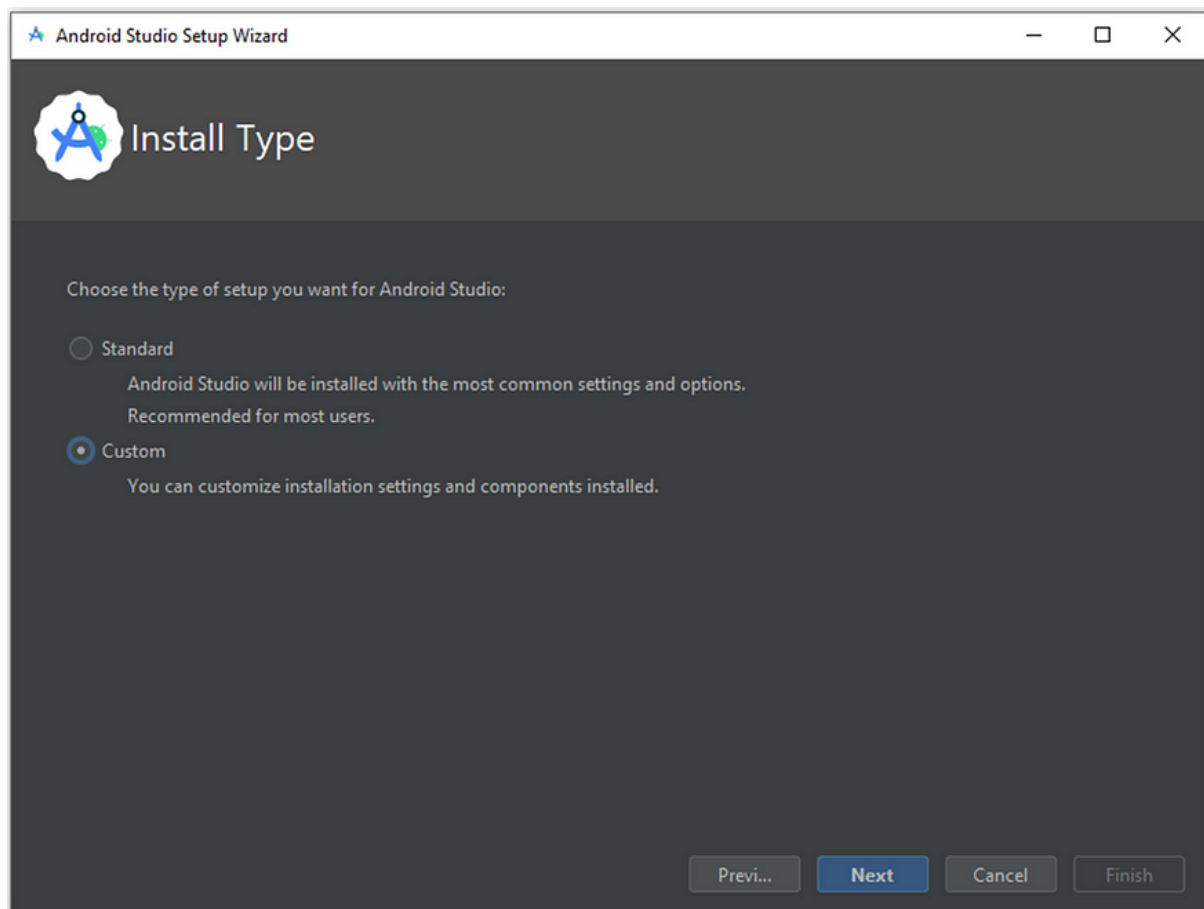 Android Studio Setup Wizard
Install Type
Choose the type of setup you want for Android Studio:
Standard
Android Studio will be installed with the most common settings and options.
Recommended for most users.
Custom
You can customize installation settings and components installed.
Previ... Next Cancel Finish